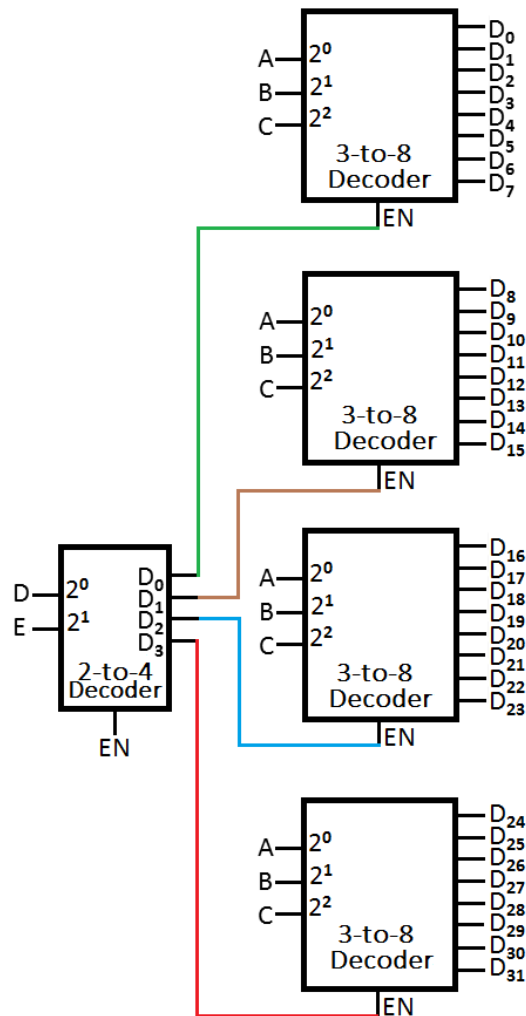 D₀
D₁
A 2⁰
D₂
B 2¹
D₃
C 2²
D₄
D₅
3-to-8
D₆
Decoder
D₇
EN
D₈
D₉
A 2⁰
D₁₀
B 2¹
D₁₁
C 2²
D₁₂
D₁₃
3-to-8
D₁₄
Decoder
D₁₅
EN
D₁₆
D₁₇
A 2⁰
D₁₈
B 2¹
D₁₉
C 2²
D₂₀
D₂₁
3-to-8
D₂₂
Decoder
D₂₃
EN
D 2⁰ D₀
D₁
E 2¹ D₂
D₃
2-to-4
Decoder
EN
D₂₄
D₂₅
A 2⁰
D₂₆
B 2¹
D₂₇
C 2²
D₂₈
D₂₉
3-to-8
D₃₀
Decoder
D₃₁
EN